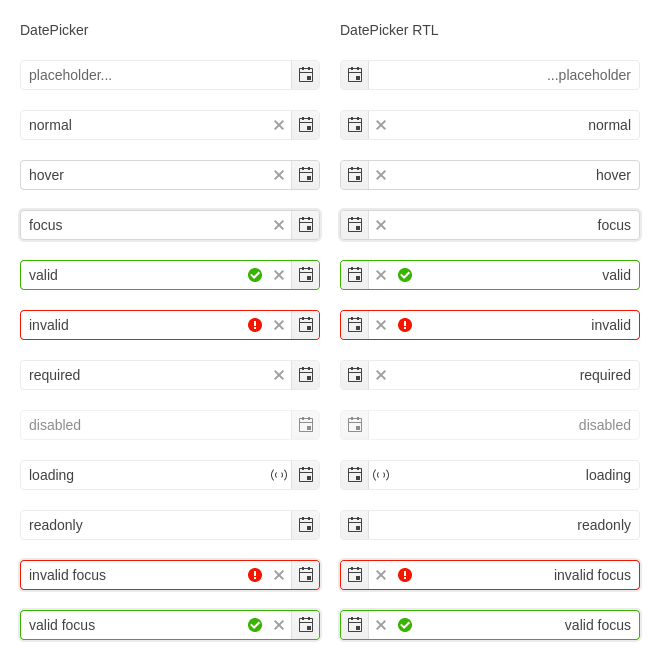 DatePicker
DatePicker RTL
placeholder...
...placeholder
normal
normal
hover
hover
focus
focus
valid
valid
invalid
invalid
required
required
disabled
disabled
loading
loading
readonly
readonly
invalid focus
invalid focus
valid focus
valid focus